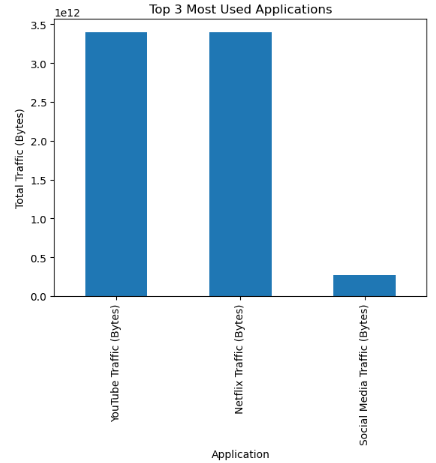 Top 3 Most Used Applications
1e12
3.5
3.0
2.5
2.0
1.5
1.0
0.5
0.0
Total Traffic (Bytes)
YouTube Traffic (Bytes)
Netflix Traffic (Bytes)
Social Media Traffic (Bytes)
Application